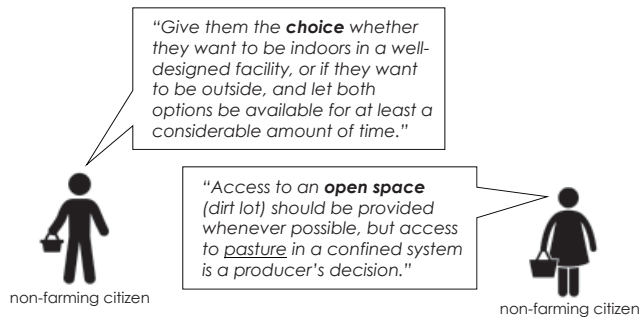 “Give them the choice whether
they want to be indoors in a well-
designed facility, or if they want
to be outside, and let both
options be available for at least a
considerable amount of time.”
“Access to an open space
(dirt lot) should be provided
whenever possible, but access
to pasture in a confined system
is a producer’s decision.”
non-farming citizen
non-farming citizen